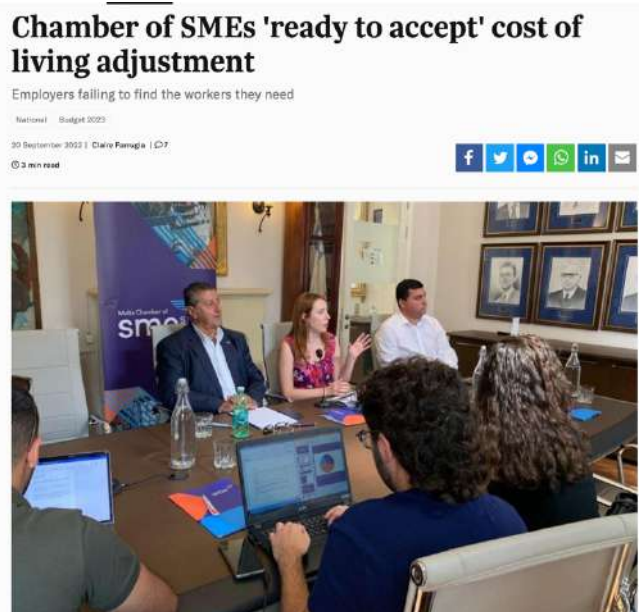 Chamber of SMEs 'ready to accept' cost of
living adjustment
Employers failing to find the workers they need
National Budget 2023
20 September 2022 | Claire Farrugia | 7
3 min read
Malta Chamber of
sme